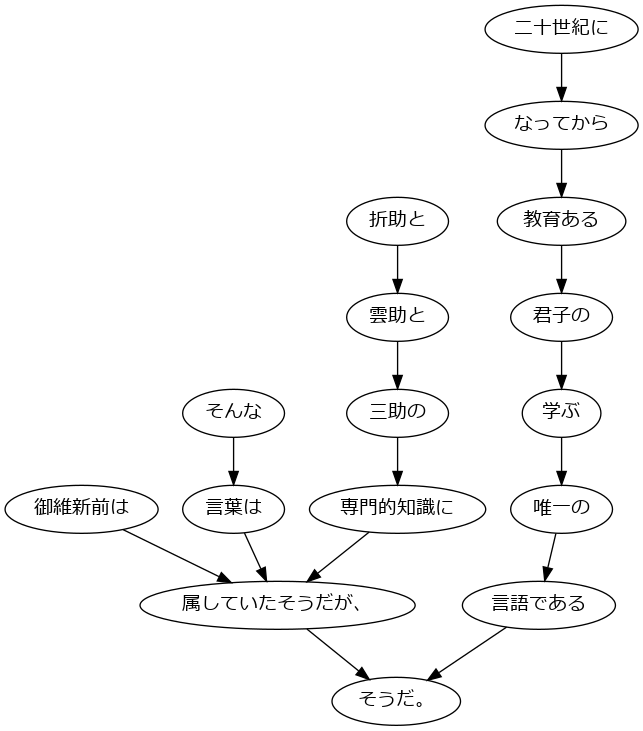 二十世紀に
なってから
折助と
教育ある
雲助と
君子の
そんな
三助の
学ぶ
御維新前は
言葉は
専門的知識に
唯一の
属していたそうだが、
言語である
そうだ。